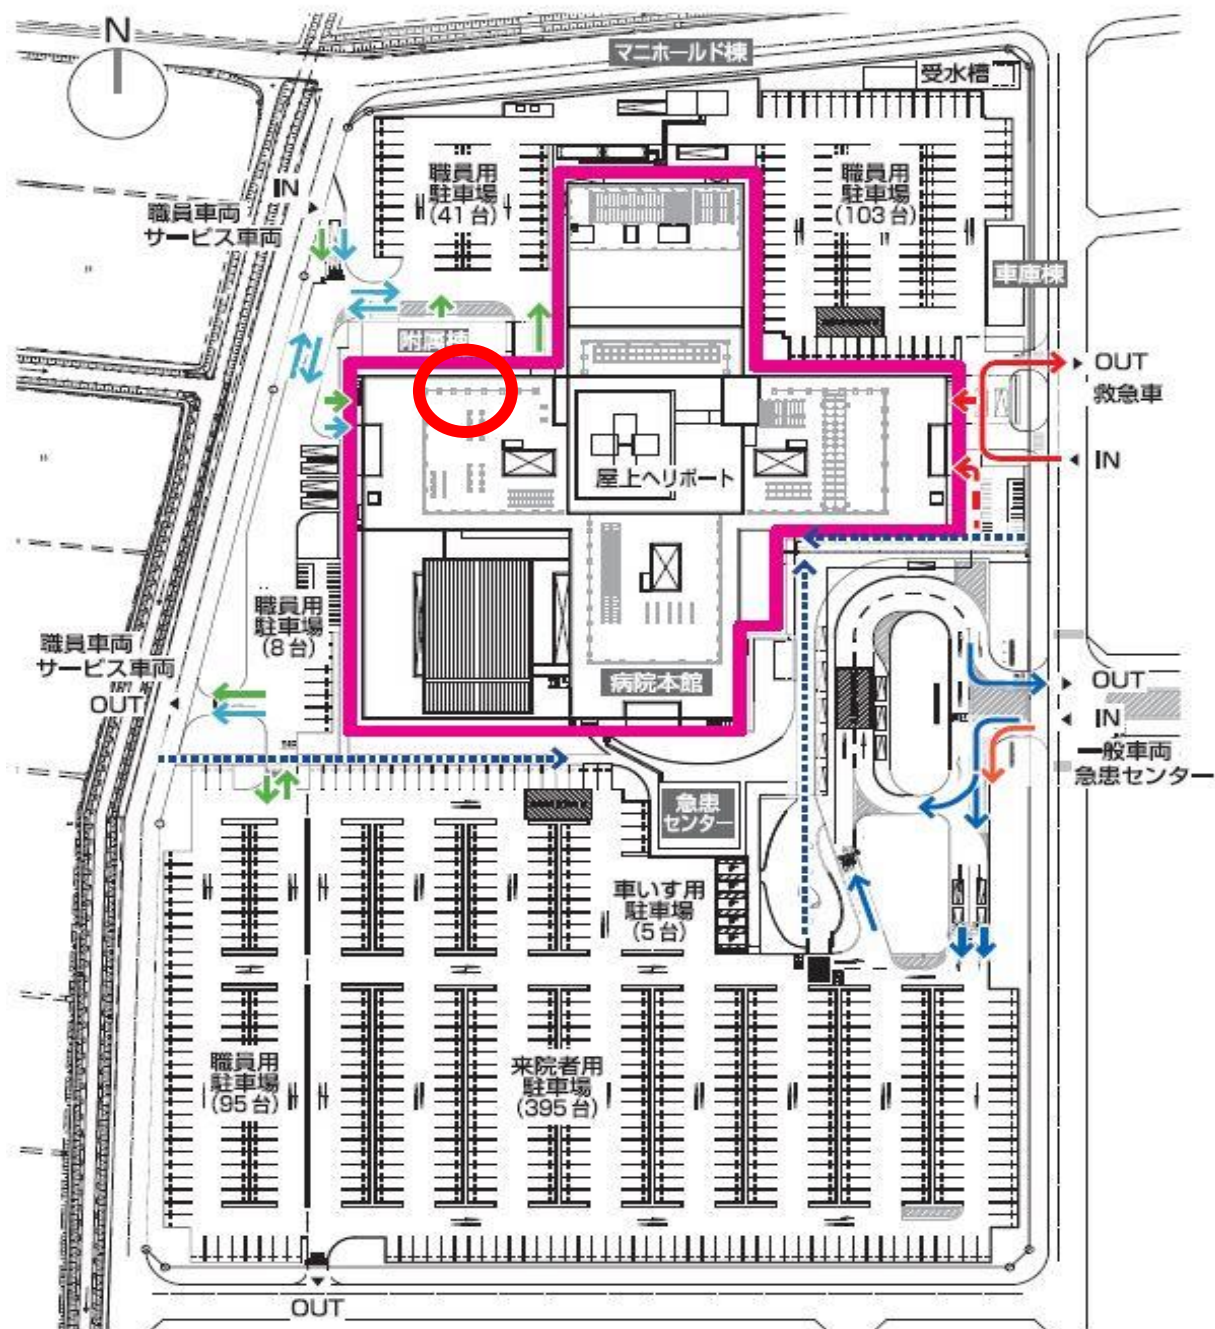 N
マニホールド棟
受水槽
職員用
駐車場
(41台)
職員用
駐車場
(103台)
IN
職員車両
サービス車両
車庫棟
附属棟
OUT
救急車
IN
屋上ヘリポート
職員用
駐車場
(8台)
職員車両
サービス車両
OUT
病院本館
OUT
IN
一般車両
急患センター
急患
センター
車いす用
駐車場
(5台)
職員用
駐車場
(95台)
来院者用
駐車場
(395台)
OUT